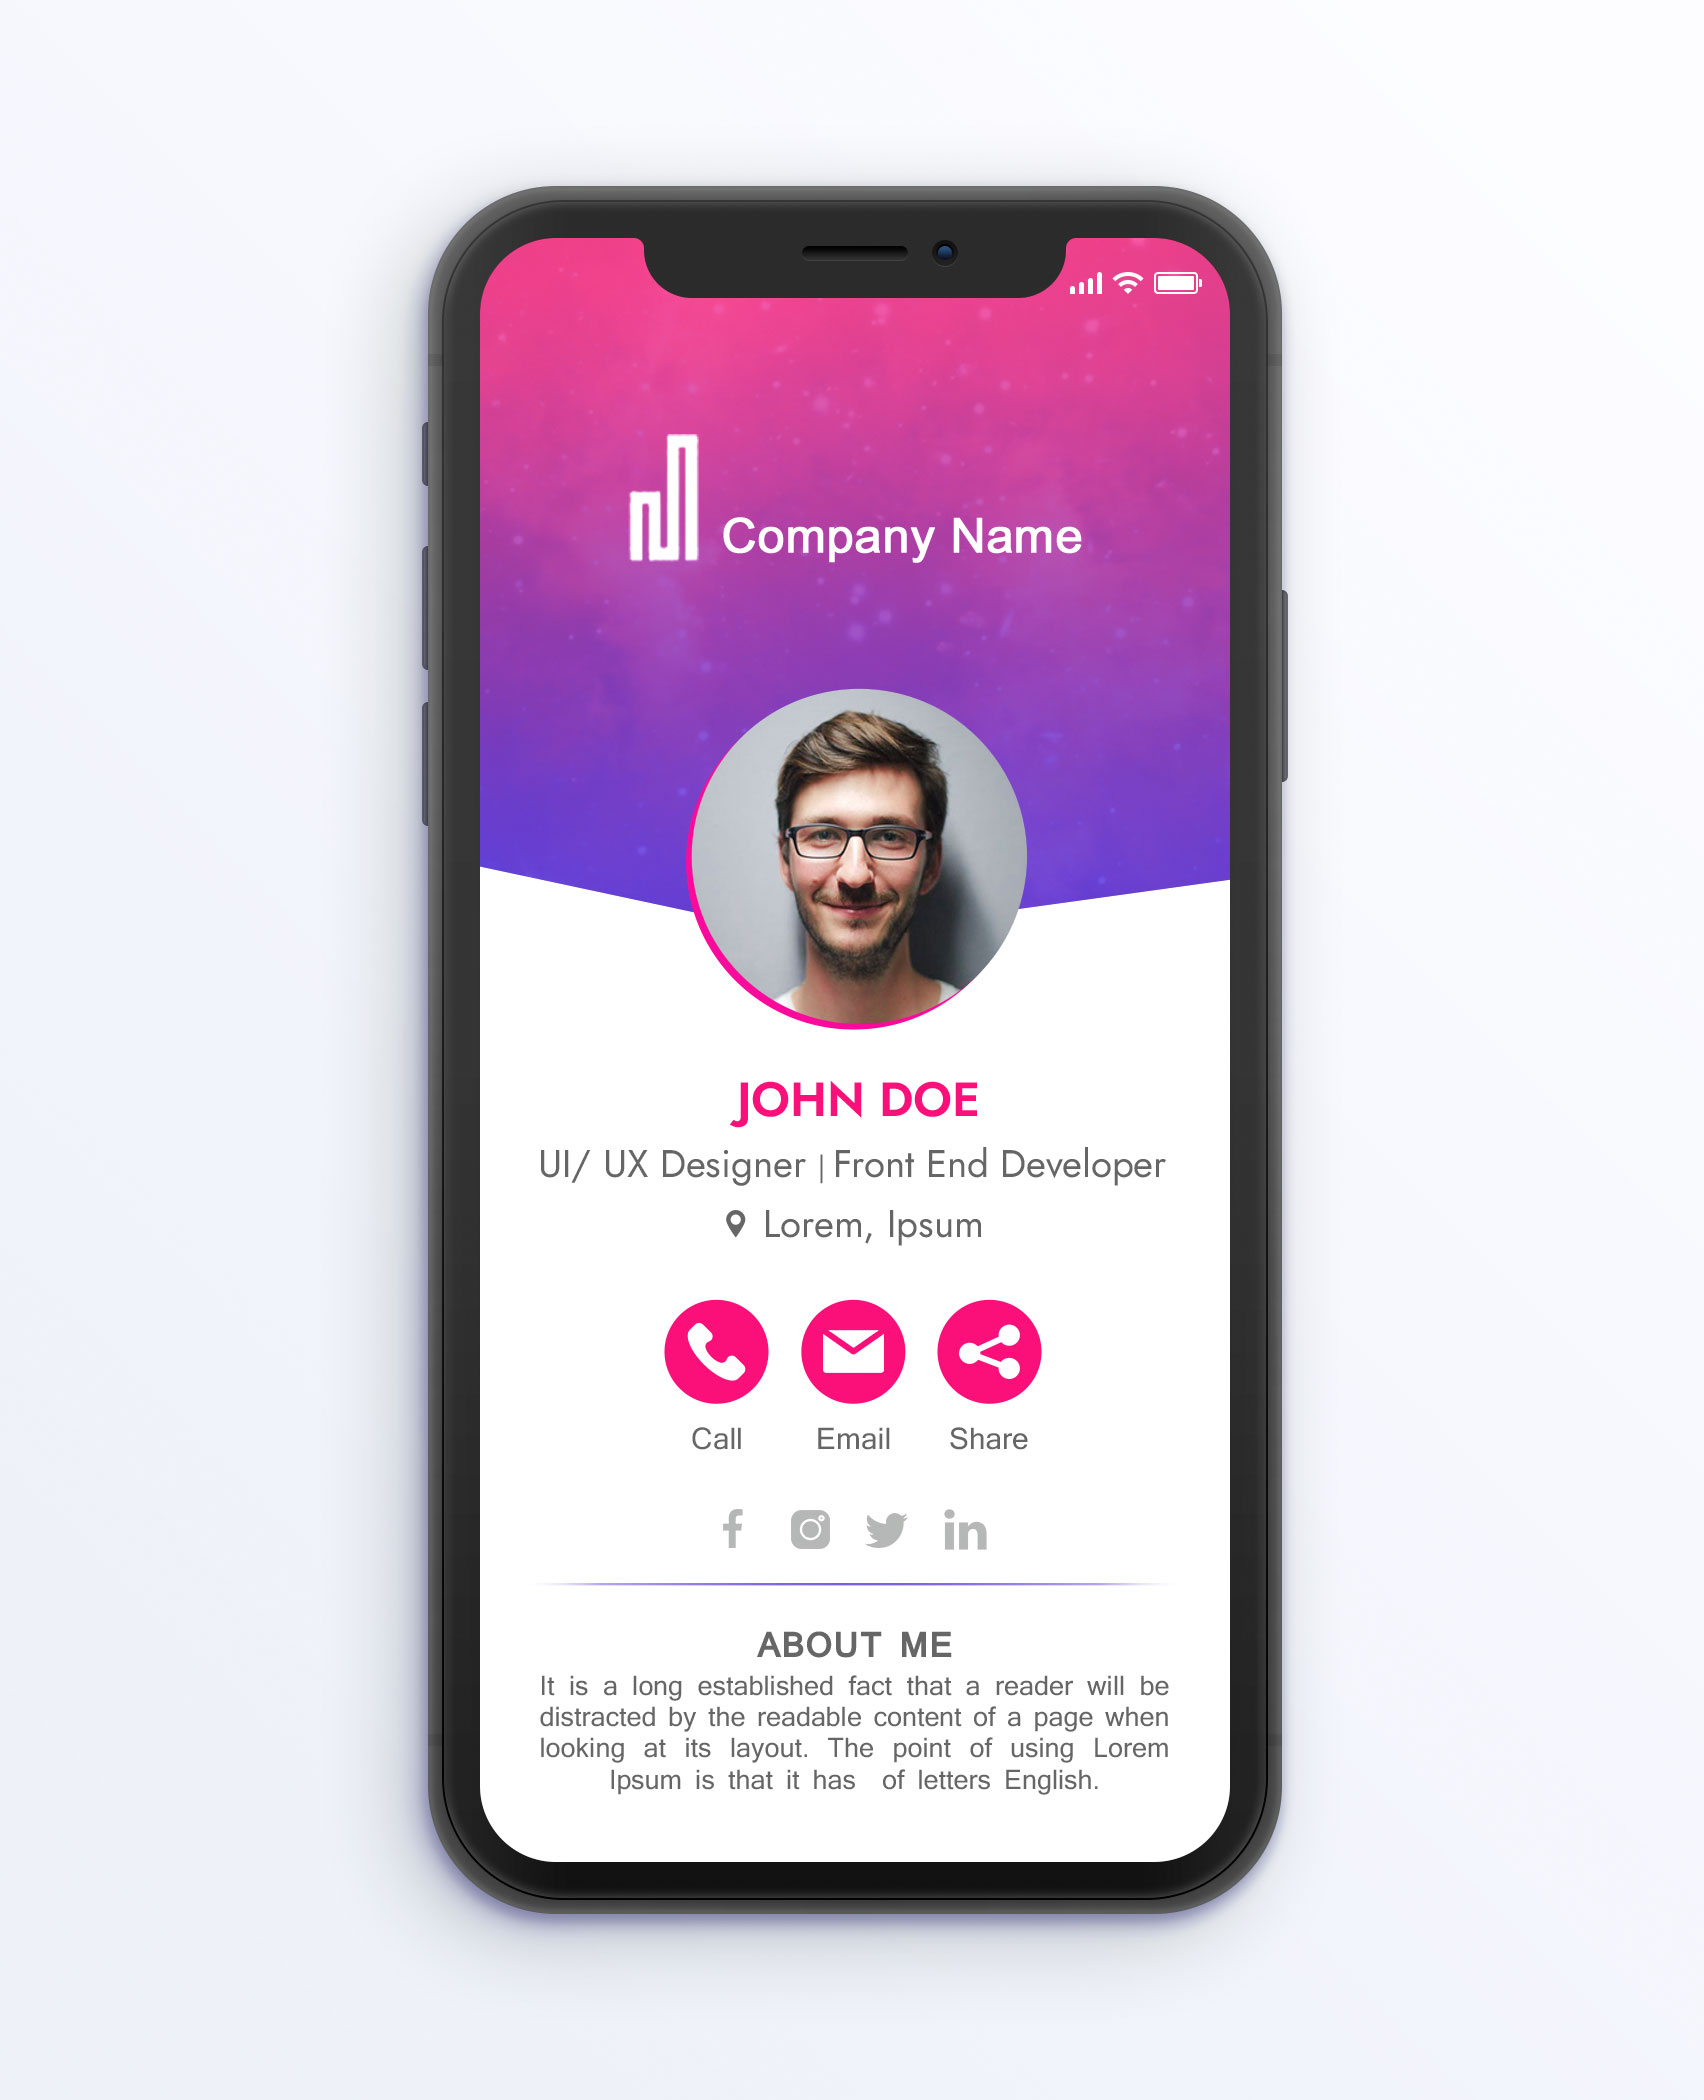 Company Name
JOHN DOE
UI/ UX Designer | Front End Developer
Lorem, Ipsum
Call Email Share
ABOUT ME
It is a long established fact that a reader will be
distracted by the readable content of a page when
looking at its layout. The point of using Lorem
Ipsum is that it has of letters English.